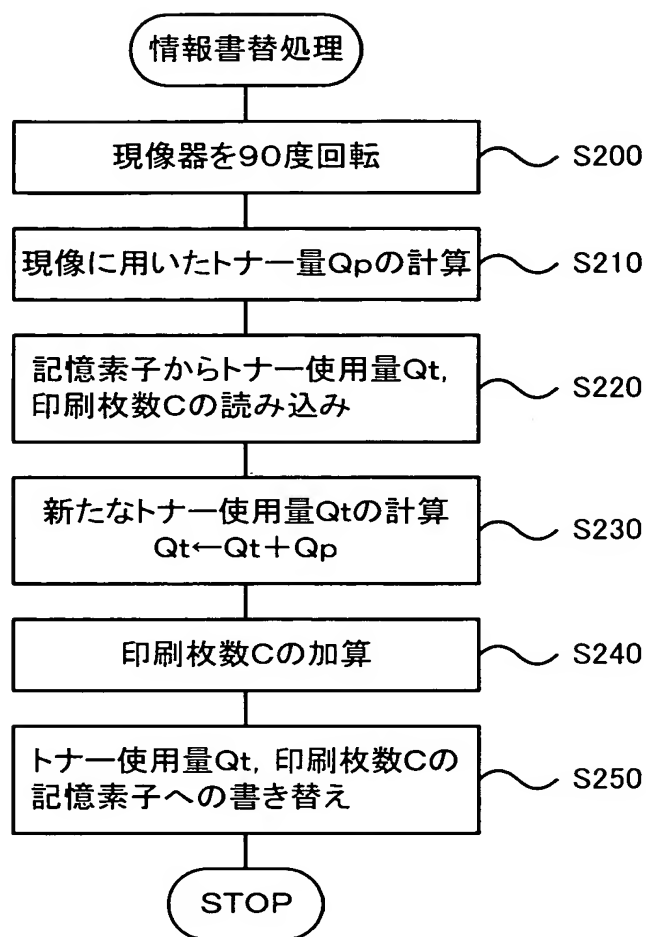 情報書替処理
現像器を90度回転
S200
現像に用いたトナー量Qpの計算
S210
記憶素子からトナー使用量Qt,
印刷枚数Cの読み込み
S220
新たなトナー使用量Qtの計算
Qt←Qt+Qp
S230
印刷枚数Cの加算
S240
トナー使用量Qt, 印刷枚数Cの
記憶素子への書き替え
S250
STOP